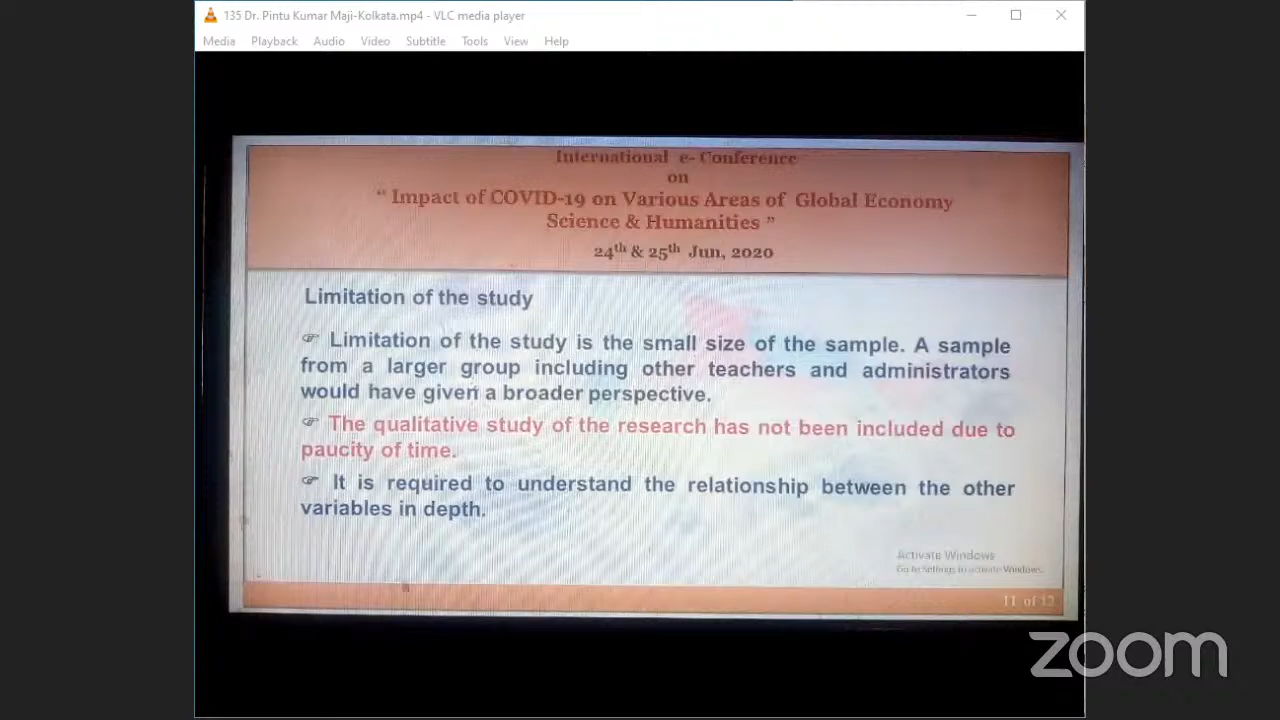 135 Dr. Pintu Kumar Maji-Kolkata.mp4 - VLC media player
Media Playback Audio Video Subtitle Tools View Help
International e- Conference
on
“ Impact of COVID-19 on Various Areas of Global Economy
Science & Humanities ”
24th & 25th Jun, 2020
Limitation of the study
☞ Limitation of the study is the small size of the sample. A sample
from a larger group including other teachers and administrators
would have given a broader perspective.
☞ The qualitative study of the research has not been included due to
paucity of time.
☞ It is required to understand the relationship between the other
variables in depth.
Activate Windows
Go to Settings to activate Windows.
11 of 12
zoom